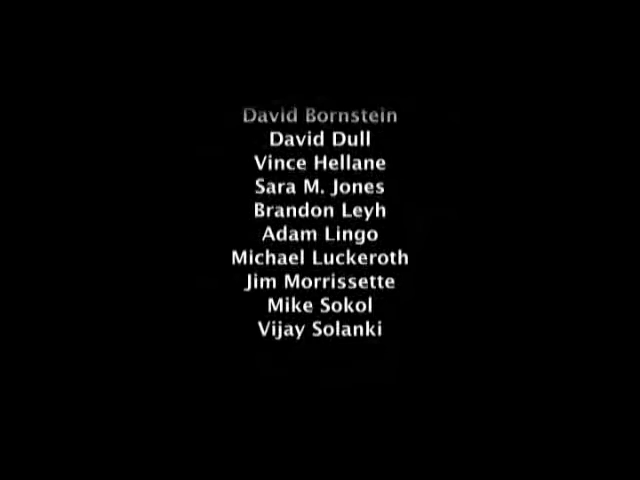 David Bornstein
David Dull
Vince Hellane
Sara M. Jones
Brandon Leyh
Adam Lingo
Michael Luckeroth
Jim Morrissette
Mike Sokol
Vijay Solanki